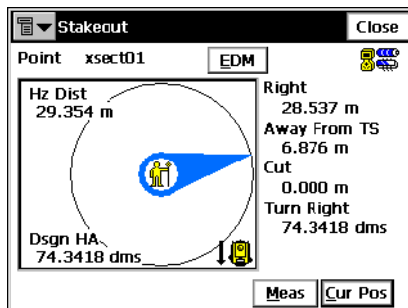 Stakeout Close
Point xsect01 EDM
Hz Dist
29.354 m
Dsgn HA
74.3418 dms
Right
28.537 m
Away From TS
6.876 m
Cut
0.000 m
Turn Right
74.3418 dms
Meas Cur Pos